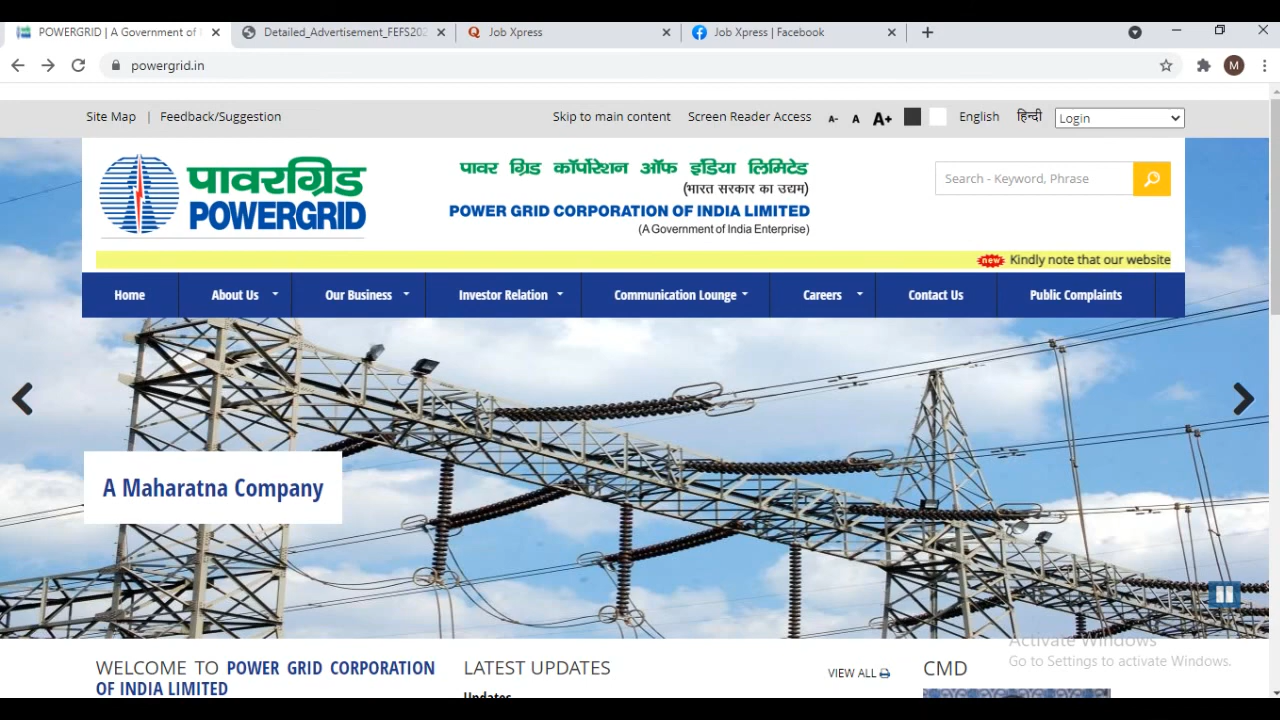 POWERGRID | A Government of I
Detailed_Advertisement_FEFS202
Job Xpress
Job Xpress | Facebook
powergrid.in
M
Site Map | Feedback/Suggestion
Skip to main content Screen Reader Access A- A A+ English हिन्दी Login
पावरग्रिड
POWERGRID
पावर ग्रिड कॉर्पोरेशन ऑफ इंडिया लिमिटेड
(भारत सरकार का उद्यम)
POWER GRID CORPORATION OF INDIA LIMITED
(A Government of India Enterprise)
Search - Keyword, Phrase
new Kindly note that our website
Home About Us Our Business Investor Relation Communication Lounge Careers Contact Us Public Complaints
A Maharatna Company
Activate Windows
Go to Settings to activate Windows.
WELCOME TO POWER GRID CORPORATION
OF INDIA LIMITED
LATEST UPDATES
VIEW ALL
Updates
CMD